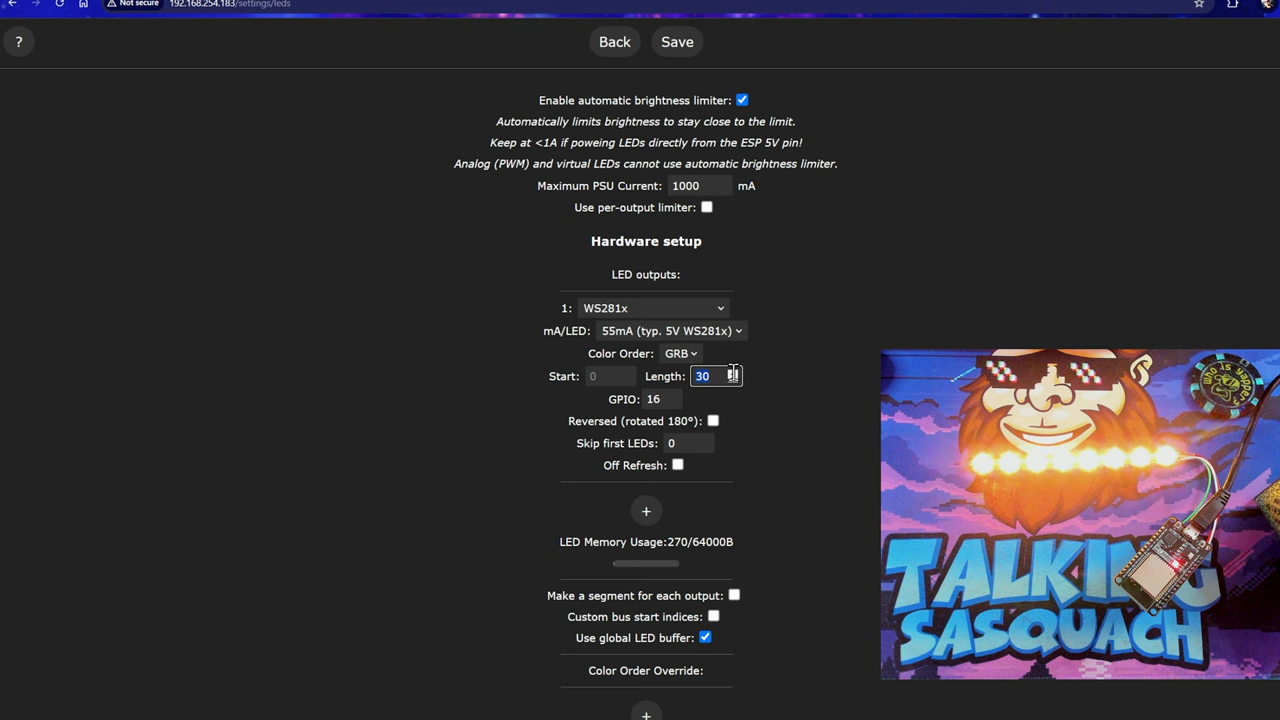 Not secure 192.168.254.183/settings/leds
?
Back Save
Enable automatic brightness limiter:
Automatically limits brightness to stay close to the limit.
Keep at <1A if poweing LEDs directly from the ESP 5V pin!
Analog (PWM) and virtual LEDs cannot use automatic brightness limiter.
Maximum PSU Current: 1000 mA
Use per-output limiter:
Hardware setup
LED outputs:
1: WS281x
mA/LED: 55mA (typ. 5V WS281x)
Color Order: GRB
Start: 0 Length: 30
GPIO: 16
Reversed (rotated 180°):
Skip first LEDs: 0
Off Refresh:
+
LED Memory Usage:270/64000B
Make a segment for each output:
Custom bus start indices:
Use global LED buffer:
Color Order Override:
+
who is yapper?
TALKING
SASQUACH